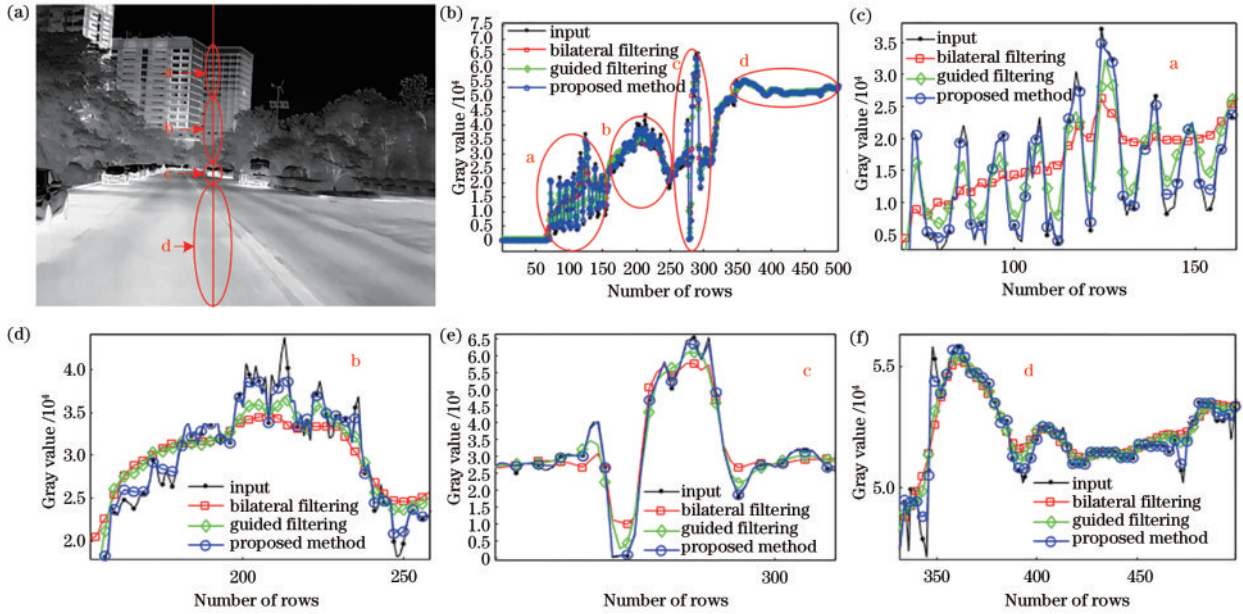 (a)
a
b
c
d
(b)
7.5
7.0
6.5
6.0
5.5
5.0
4.5
4.0
3.5
3.0
2.5
2.0
1.5
1.0
0.5
0
Gray value /10⁴
input
bilateral filtering
guided filtering
proposed method
a
b
c
d
50 100 150 200 250 300 350 400 450 500
Number of rows
(c)
3.5
3.0
2.5
2.0
1.5
1.0
0.5
Gray value /10⁴
input
bilateral filtering
guided filtering
proposed method
a
100 150
Number of rows
(d)
4.0
3.5
3.0
2.5
2.0
Gray value /10⁴
b
input
bilateral filtering
guided filtering
proposed method
200 250
Number of rows
(e)
6.5
6.0
5.5
5.0
4.5
4.0
3.5
3.0
2.5
2.0
1.5
1.0
0.5
0
Gray value /10⁴
c
input
bilateral filtering
guided filtering
proposed method
300
Number of rows
(f)
5.5
5.0
Gray value /10⁴
d
input
bilateral filtering
guided filtering
proposed method
350 400 450
Number of rows